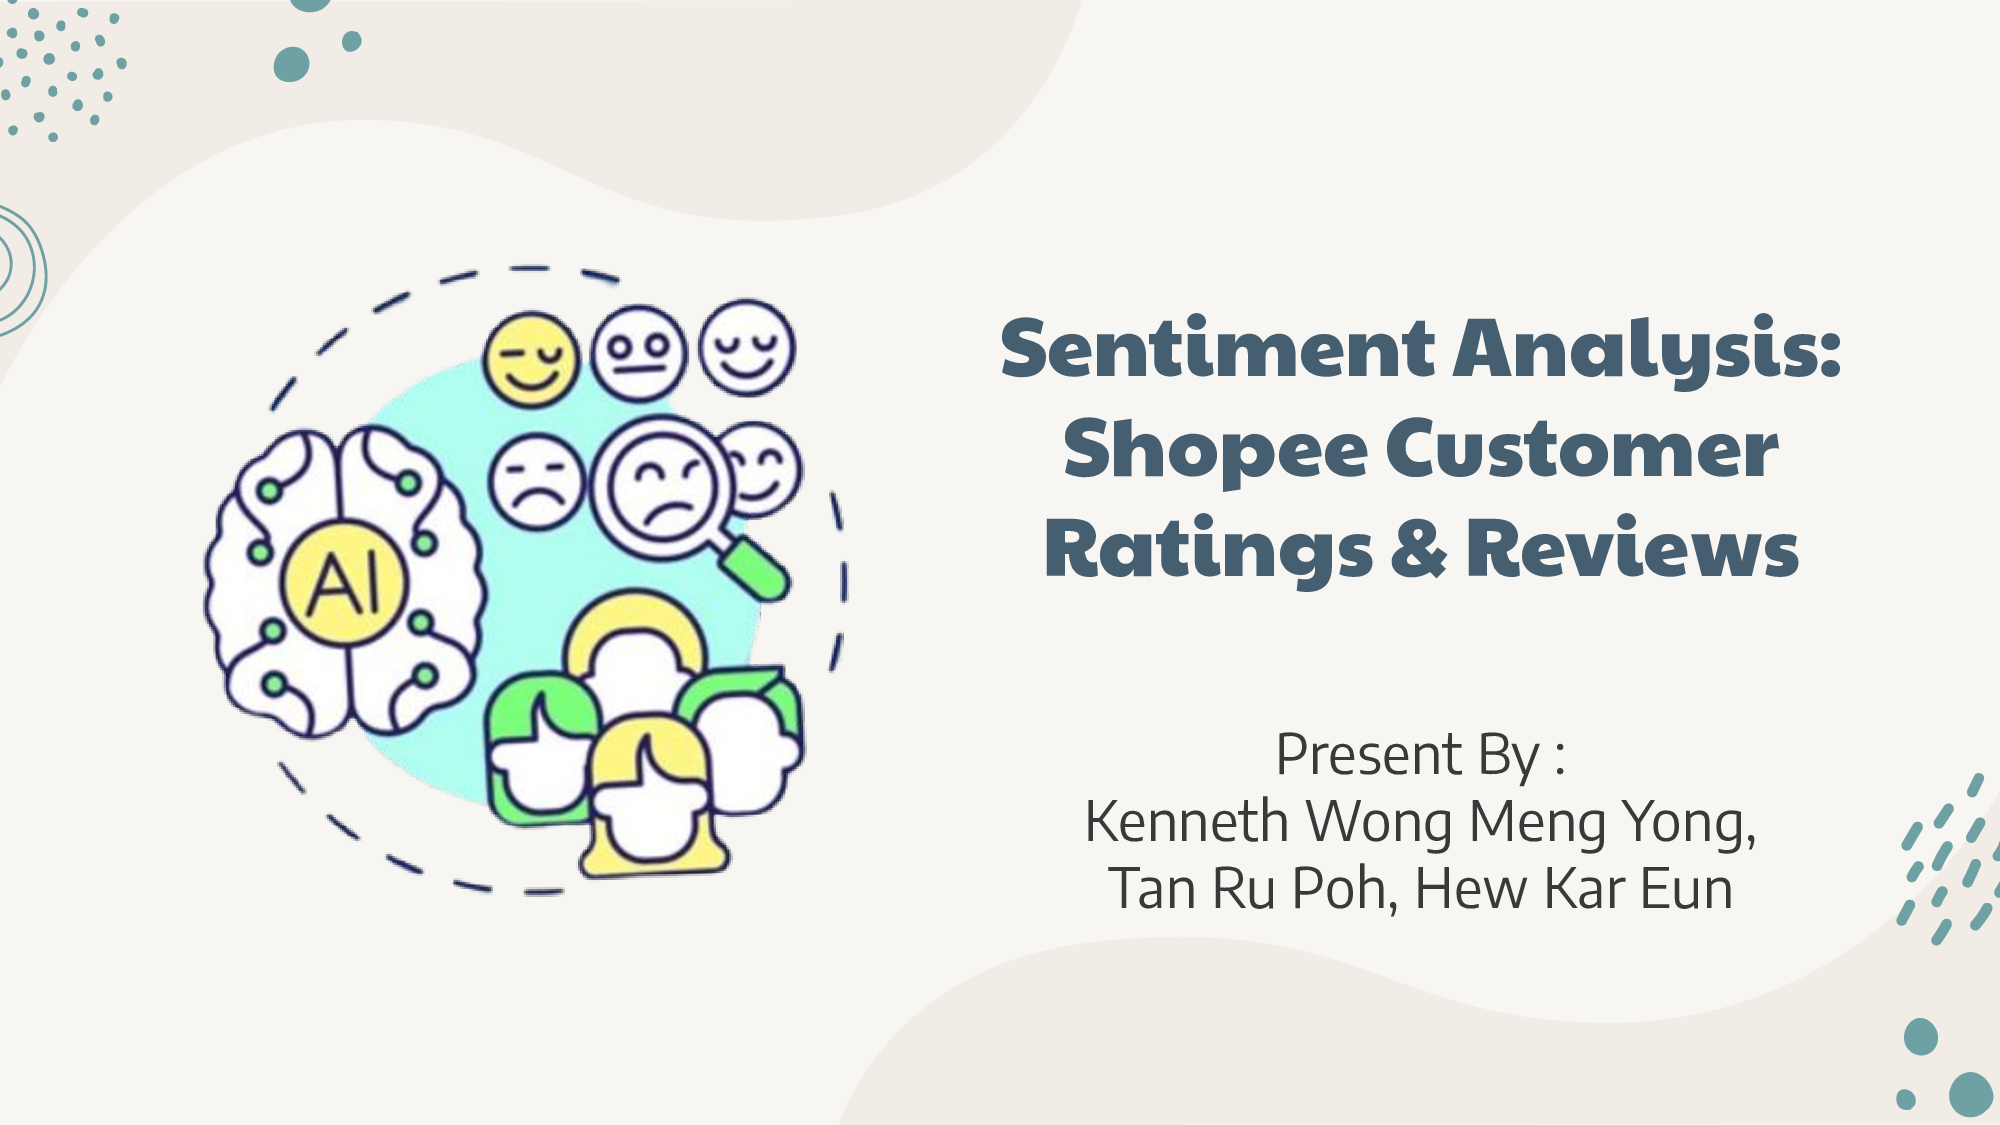 AI
Sentiment Analysis:
Shopee Customer
Ratings & Reviews
Present By :
Kenneth Wong Meng Yong,
Tan Ru Poh, Hew Kar Eun